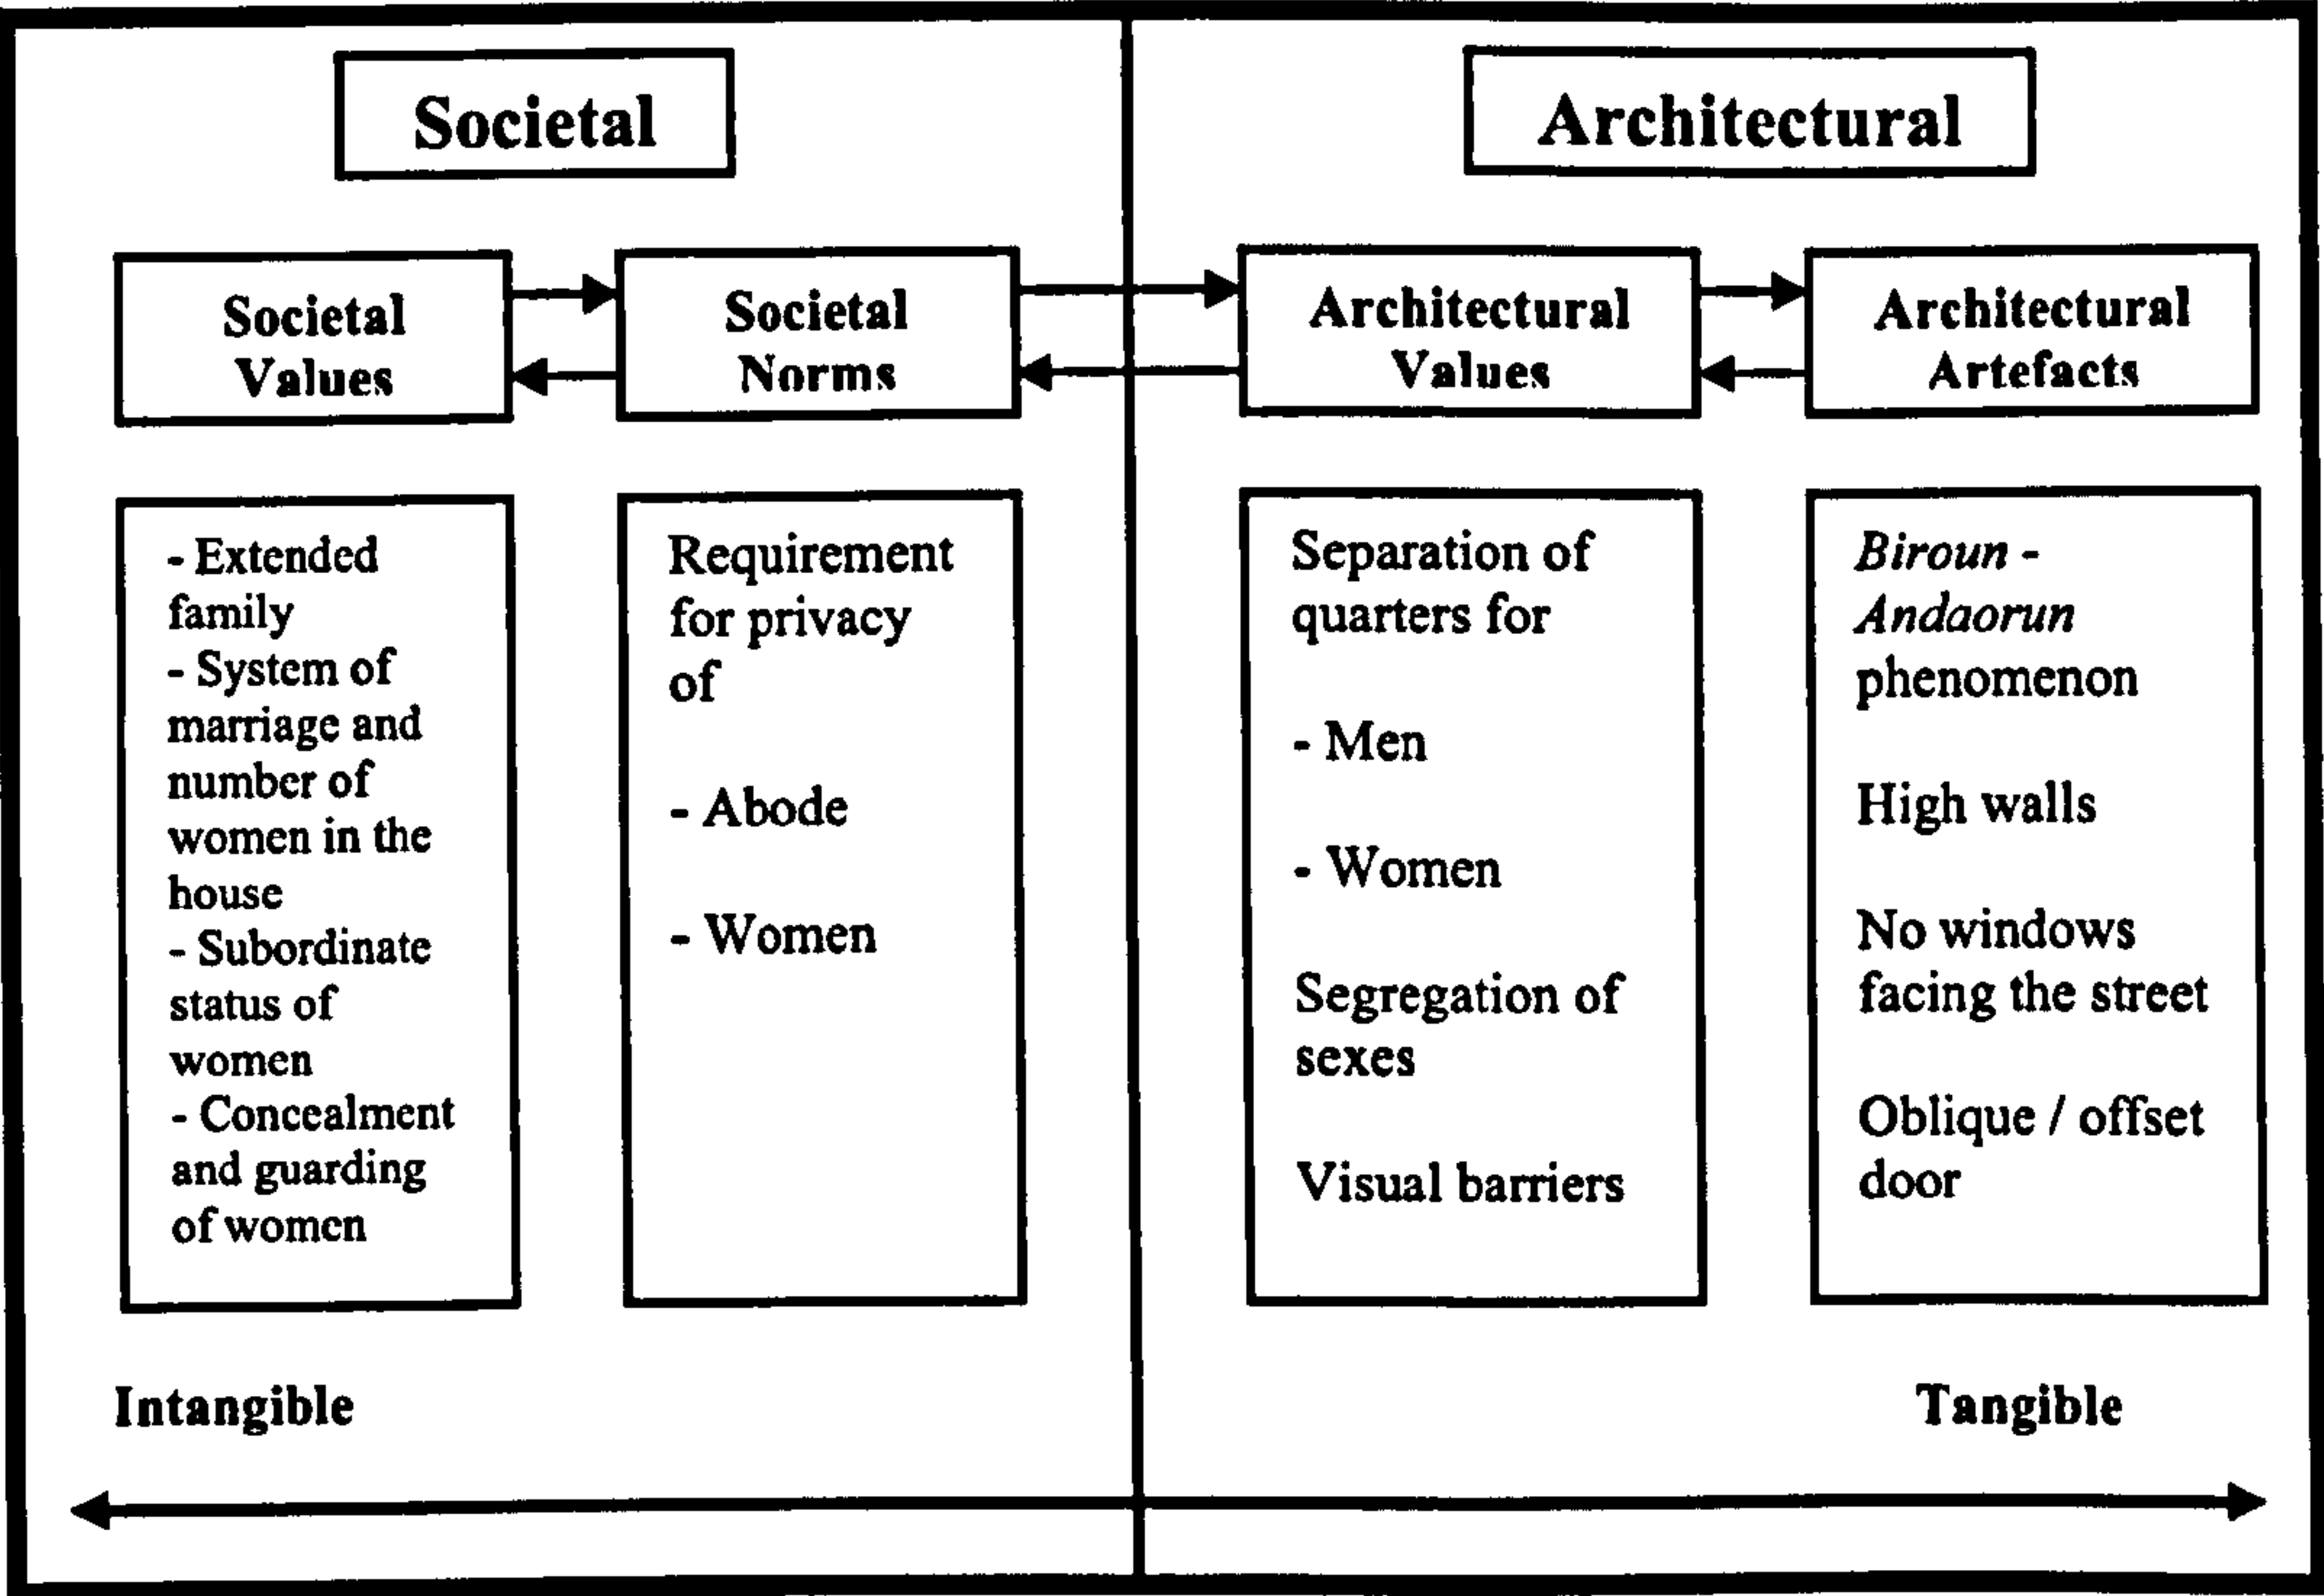 Societal
Architectural
Societal
Values
Societal
Norms
Architectural
Values
Architectural
Artefacts
- Extended
family
- System of
marriage and
number of
women in the
house
- Subordinate
status of
women
- Concealment
and guarding
of women
Requirement
for privacy
of
- Abode
- Women
Separation of
quarters for
- Men
- Women
Segregation of
sexes
Visual barriers
Biroun -
Andaorun
phenomenon
High walls
No windows
facing the street
Oblique / offset
door
Intangible
Tangible